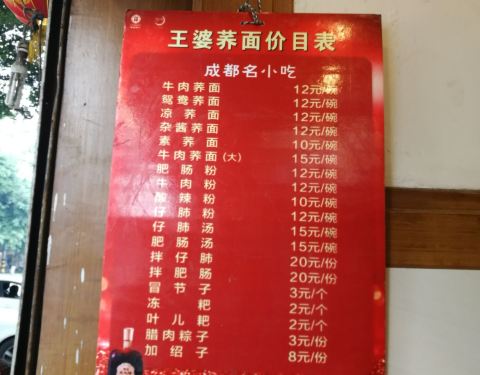 王婆荞面价目表
成都名小吃
牛肉荞面 12元/碗
鸳鸯荞面 12元/碗
凉荞面 12元/碗
杂酱荞面 12元/碗
素荞面 10元/碗
牛肉荞面(大) 15元/碗
肥肠粉 12元/碗
牛肉粉 12元/碗
酸辣粉 10元/碗
仔肺粉 12元/碗
仔肺汤 15元/碗
肥肠汤 15元/碗
拌仔肺 20元/份
拌肥肠 20元/份
冒节子 3元/个
冻粑 2元/个
叶儿粑 2元/个
腊肉粽子 3元/份
加绍子 8元/份